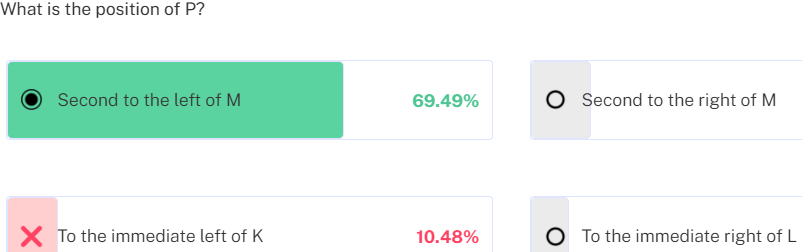 What is the position of P?
Second to the left of M 69.49%
Second to the right of M
To the immediate left of K 10.48%
To the immediate right of L